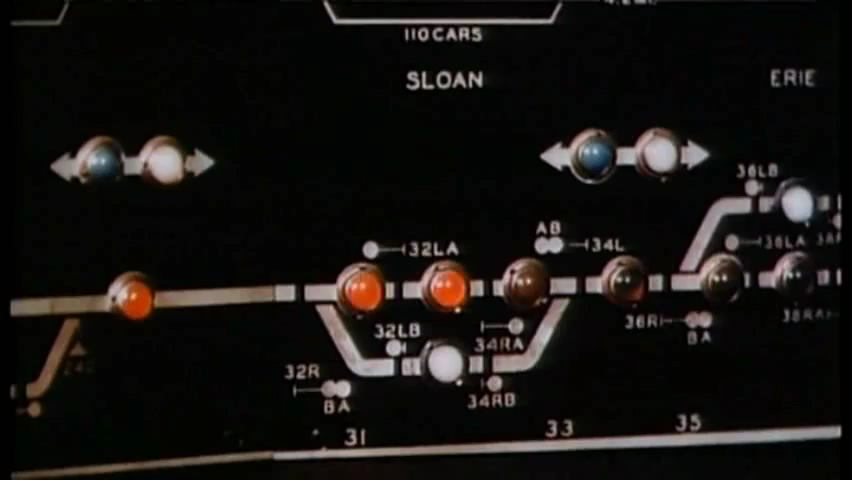 110 CARS
SLOAN
ERIE
36LB
AB
32LA
34L
36LA
32LB
34RA
36R
BA
32R
BA
34RB
31
33
35